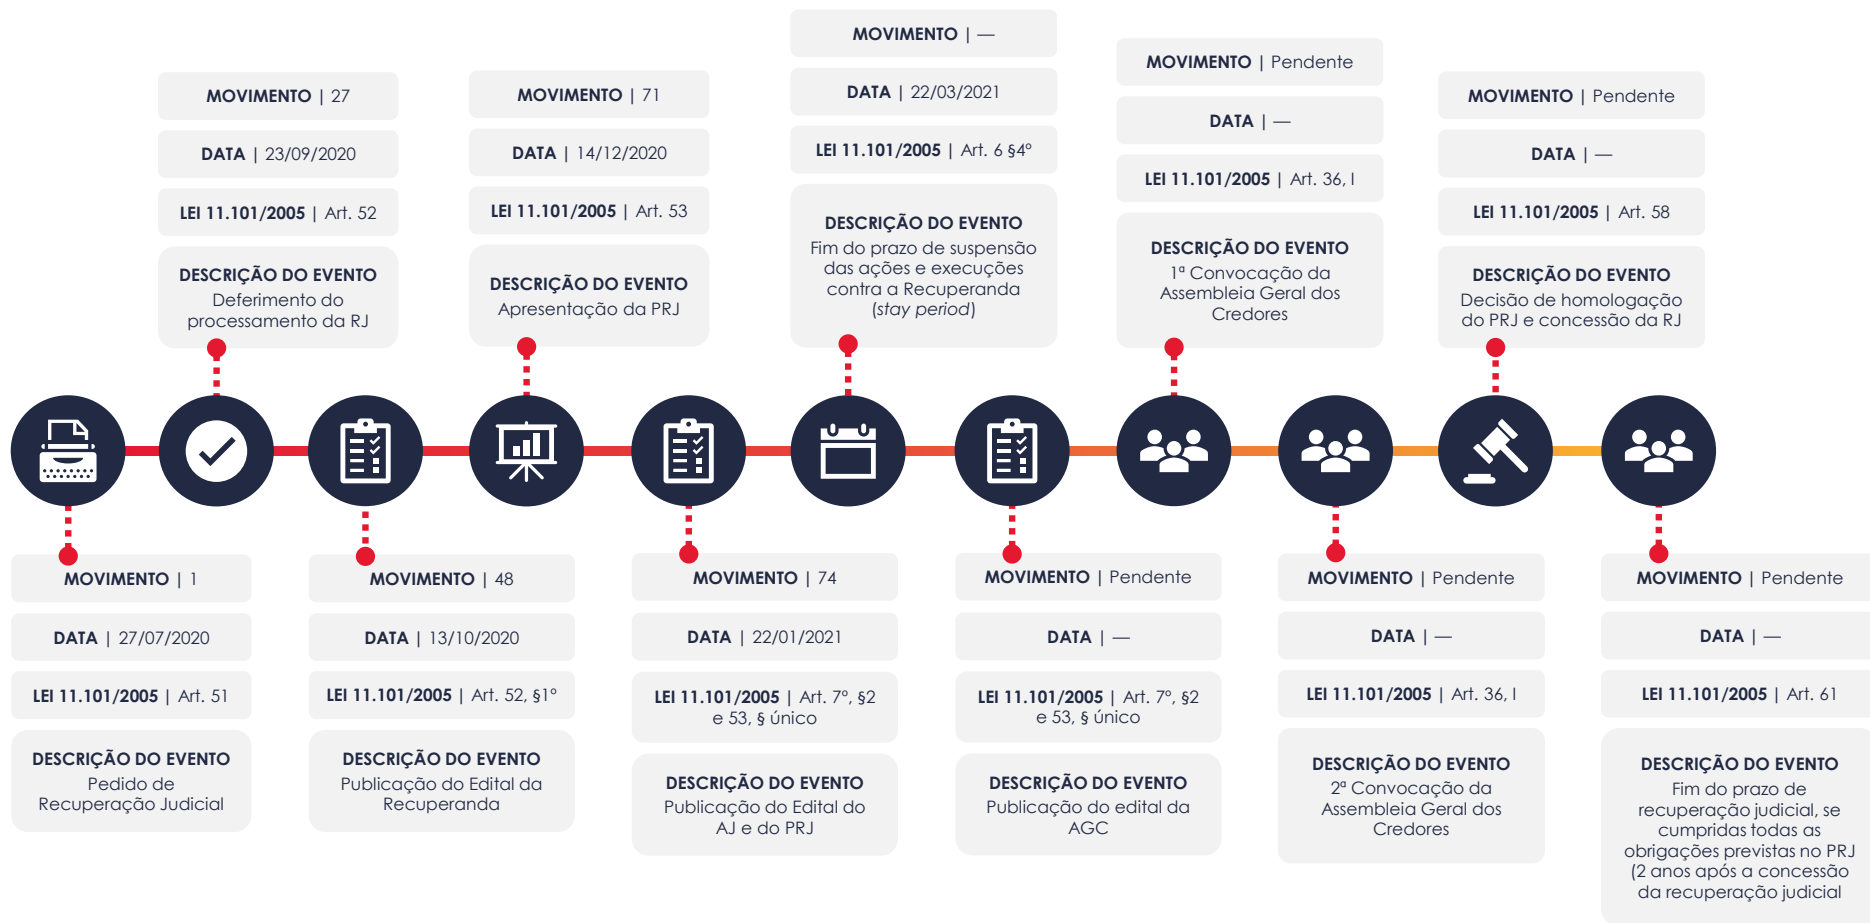 MOVIMENTO | 1
DATA | 27/07/2020
LEI 11.101/2005 | Art. 51
DESCRIÇÃO DO EVENTO
Pedido de
Recuperação Judicial
MOVIMENTO | 27
DATA | 23/09/2020
LEI 11.101/2005 | Art. 52
DESCRIÇÃO DO EVENTO
Deferimento do
processamento da RJ
MOVIMENTO | 48
DATA | 13/10/2020
LEI 11.101/2005 | Art. 52, §1º
DESCRIÇÃO DO EVENTO
Publicação do Edital da
Recuperanda
MOVIMENTO | 71
DATA | 14/12/2020
LEI 11.101/2005 | Art. 53
DESCRIÇÃO DO EVENTO
Apresentação da PRJ
MOVIMENTO | 74
DATA | 22/01/2021
LEI 11.101/2005 | Art. 7º, §2
e 53, § único
DESCRIÇÃO DO EVENTO
Publicação do Edital do
AJ e do PRJ
MOVIMENTO | —
DATA | 22/03/2021
LEI 11.101/2005 | Art. 6 §4º
DESCRIÇÃO DO EVENTO
Fim do prazo de suspensão
das ações e execuções
contra a Recuperanda
(stay period)
MOVIMENTO | Pendente
DATA | —
LEI 11.101/2005 | Art. 7º, §2
e 53, § único
DESCRIÇÃO DO EVENTO
Publicação do edital da
AGC
MOVIMENTO | Pendente
DATA | —
LEI 11.101/2005 | Art. 36, I
DESCRIÇÃO DO EVENTO
1ª Convocação da
Assembleia Geral dos
Credores
MOVIMENTO | Pendente
DATA | —
LEI 11.101/2005 | Art. 36, I
DESCRIÇÃO DO EVENTO
2ª Convocação da
Assembleia Geral dos
Credores
MOVIMENTO | Pendente
DATA | —
LEI 11.101/2005 | Art. 58
DESCRIÇÃO DO EVENTO
Decisão de homologação
do PRJ e concessão da RJ
MOVIMENTO | Pendente
DATA | —
LEI 11.101/2005 | Art. 61
DESCRIÇÃO DO EVENTO
Fim do prazo de
recuperação judicial, se
cumpridas todas as
obrigações previstas no PRJ
(2 anos após a concessão
da recuperação judicial